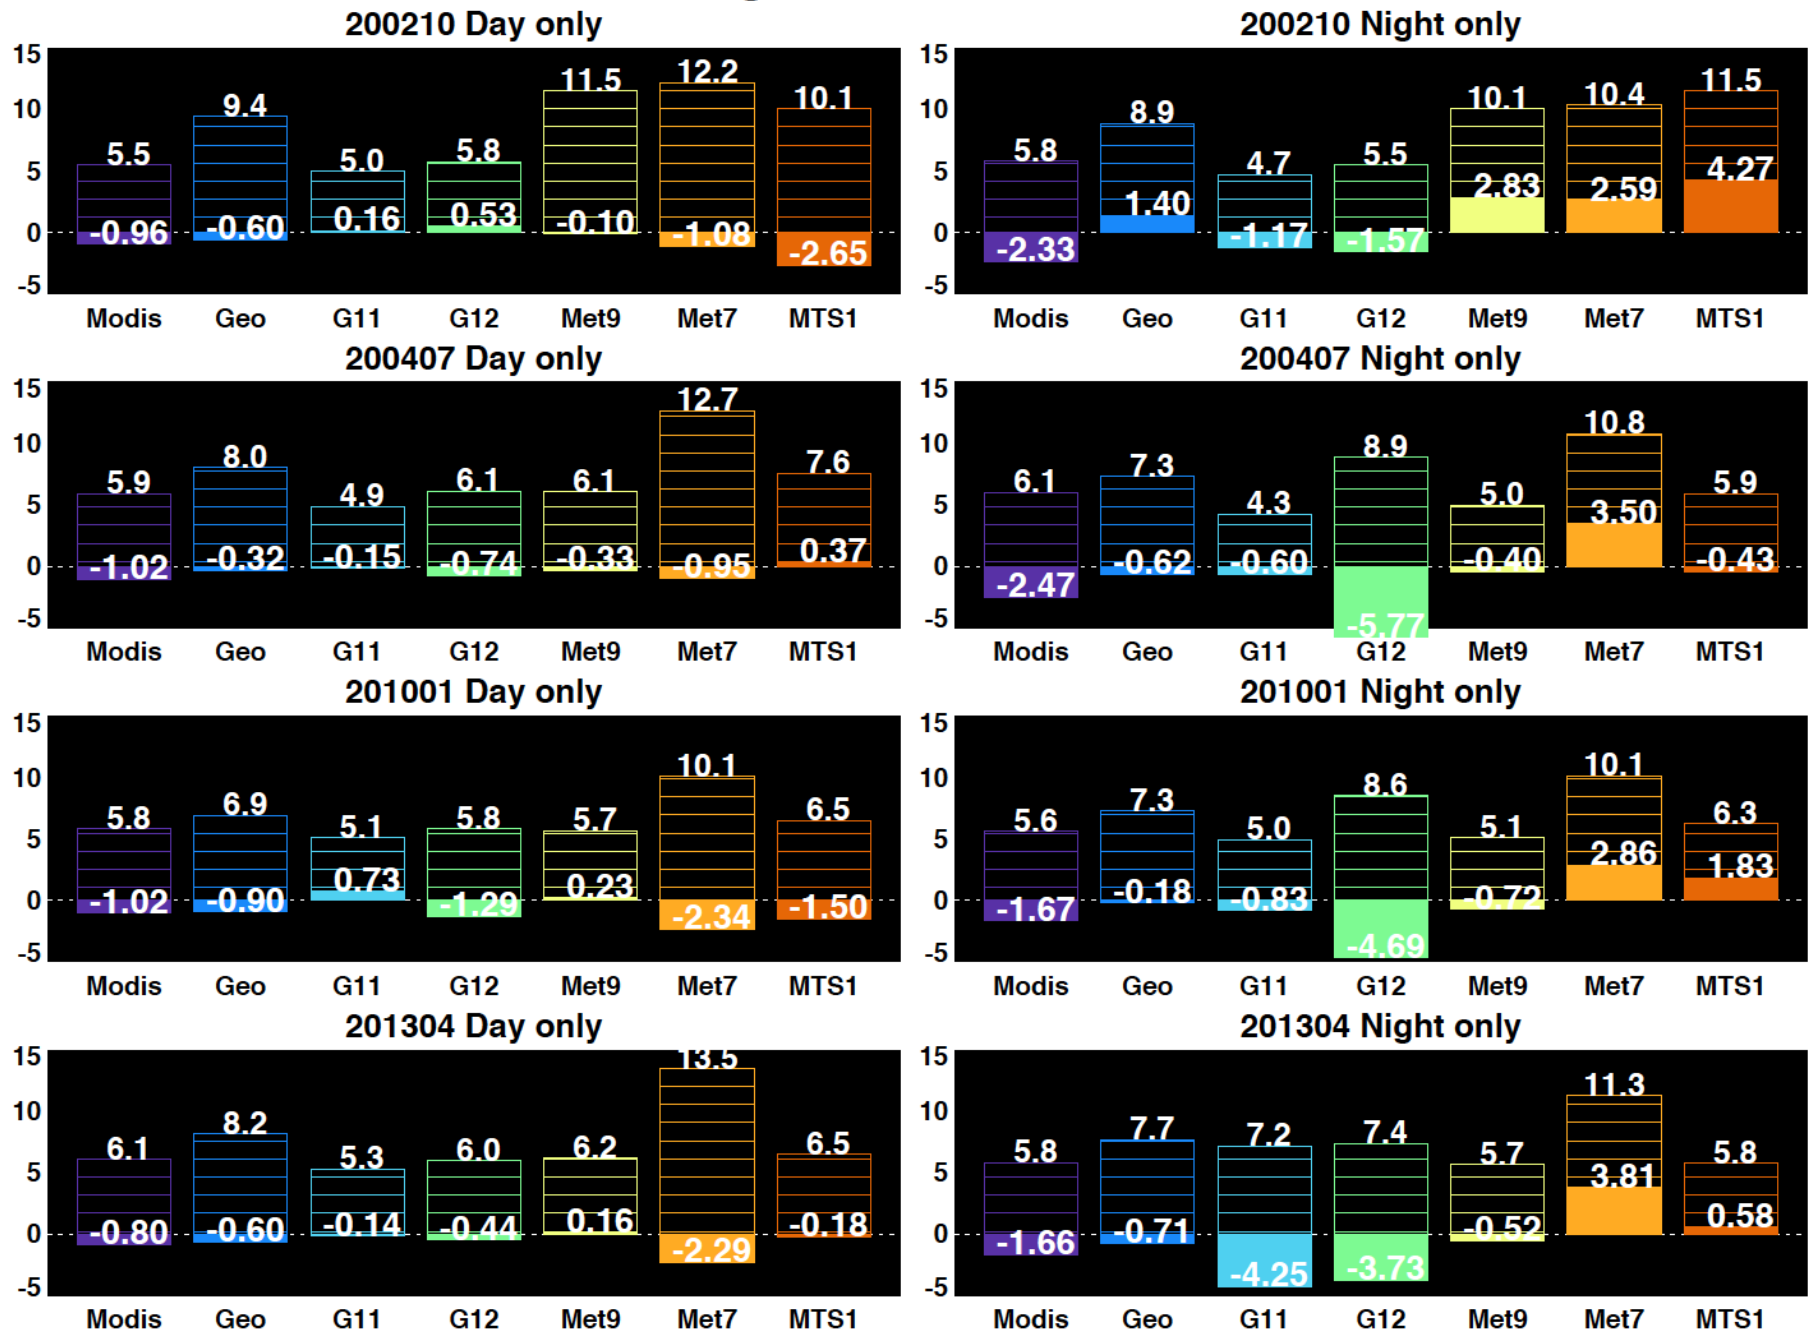 200210 Day only
15
10
5
0
-5
5.5 9.4 5.0 5.8 11.5 12.2 10.1
-0.96 -0.60 0.16 0.53 -0.10 -1.08 -2.65
Modis Geo G11 G12 Met9 Met7 MTS1
200210 Night only
15
10
5
0
-5
5.8 8.9 4.7 5.5 10.1 10.4 11.5
-2.33 1.40 -1.17 -1.57 2.83 2.59 4.27
Modis Geo G11 G12 Met9 Met7 MTS1
200407 Day only
15
10
5
0
-5
5.9 8.0 4.9 6.1 6.1 12.7 7.6
-1.02 -0.32 -0.15 -0.74 -0.33 -0.95 0.37
Modis Geo G11 G12 Met9 Met7 MTS1
200407 Night only
15
10
5
0
-5
6.1 7.3 4.3 8.9 5.0 10.8 5.9
-2.47 -0.62 -0.60 -5.77 -0.40 3.50 -0.43
Modis Geo G11 G12 Met9 Met7 MTS1
201001 Day only
15
10
5
0
-5
5.8 6.9 5.1 5.8 5.7 10.1 6.5
-1.02 -0.90 0.73 -1.29 0.23 -2.34 -1.50
Modis Geo G11 G12 Met9 Met7 MTS1
201001 Night only
15
10
5
0
-5
5.6 7.3 5.0 8.6 5.1 10.1 6.3
-1.67 -0.18 -0.83 -4.69 -0.72 2.86 1.83
Modis Geo G11 G12 Met9 Met7 MTS1
201304 Day only
15
10
5
0
-5
6.1 8.2 5.3 6.0 6.2 13.5 6.5
-0.80 -0.60 -0.14 -0.44 0.16 -2.29 -0.18
Modis Geo G11 G12 Met9 Met7 MTS1
201304 Night only
15
10
5
0
-5
5.8 7.7 7.2 7.4 5.7 11.3 5.8
-1.66 -0.71 -4.25 -3.73 -0.52 3.81 0.58
Modis Geo G11 G12 Met9 Met7 MTS1